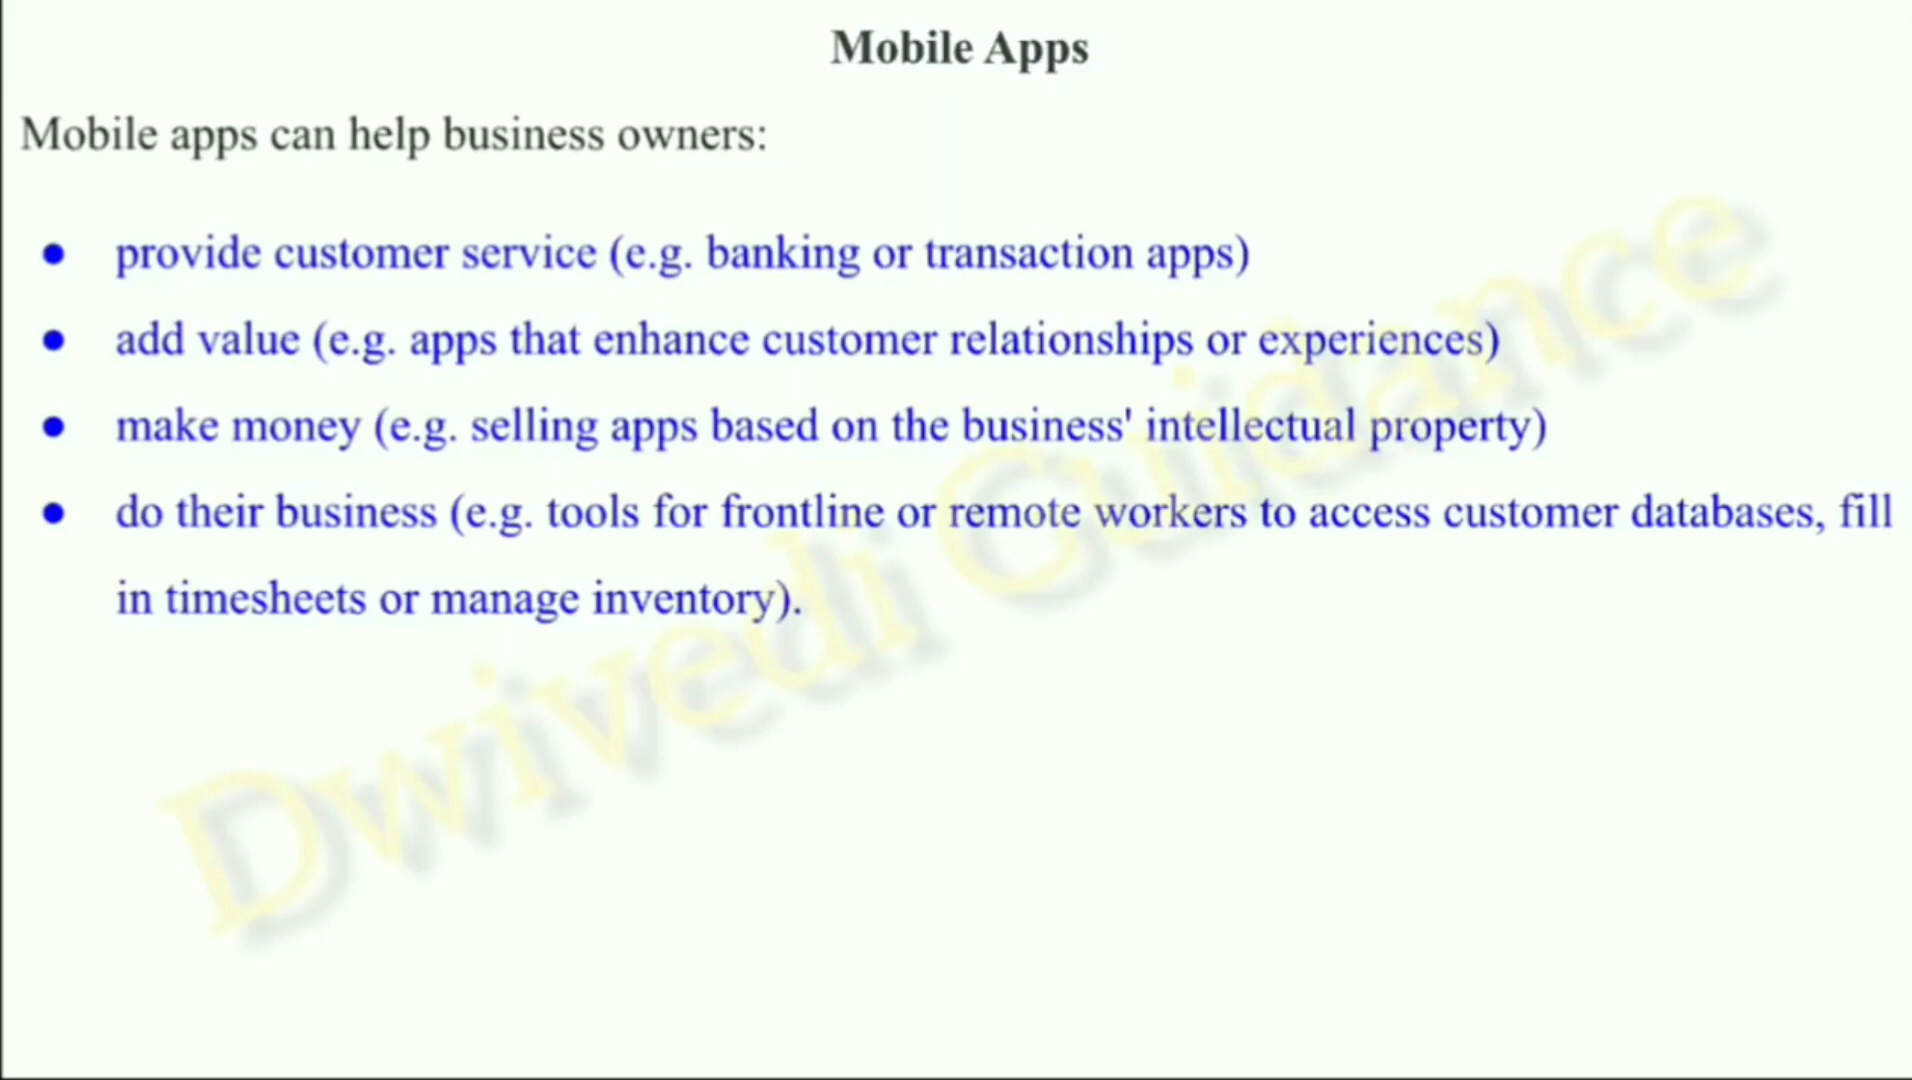 Mobile Apps
Mobile apps can help business owners:
● provide customer service (e.g. banking or transaction apps)
● add value (e.g. apps that enhance customer relationships or experiences)
● make money (e.g. selling apps based on the business' intellectual property)
● do their business (e.g. tools for frontline or remote workers to access customer databases, fill
in timesheets or manage inventory).
Dwivedi Guidance